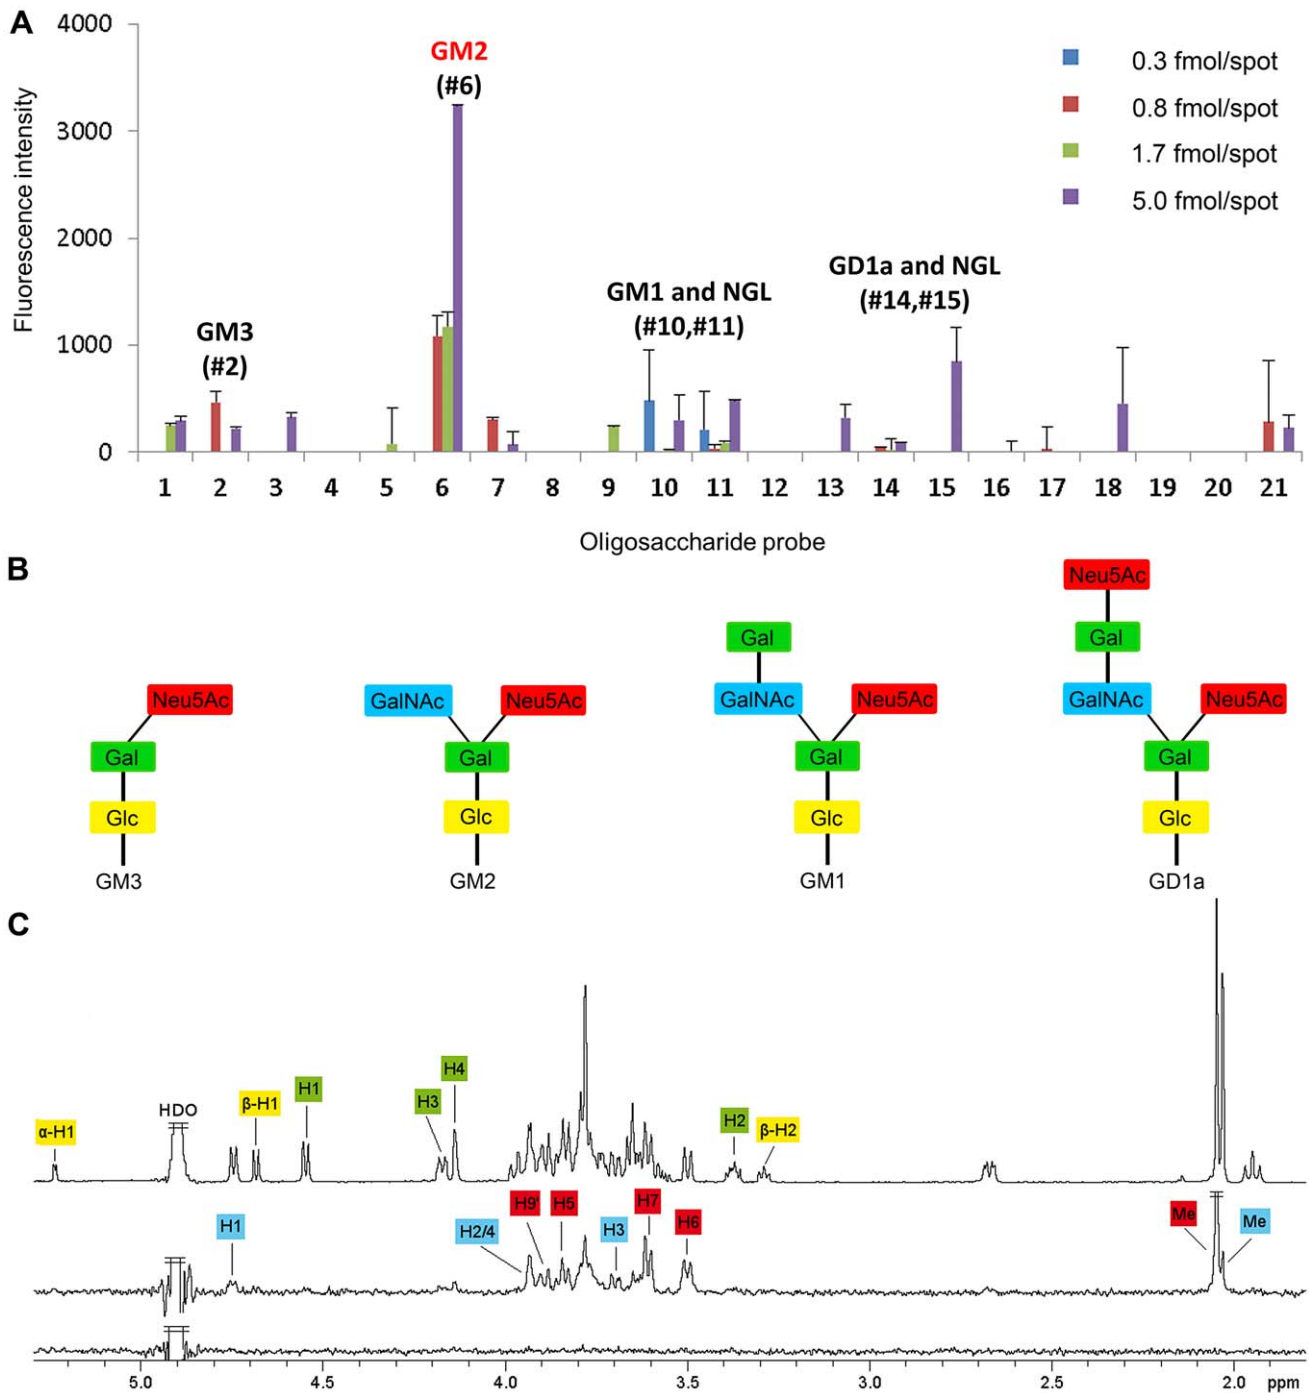 A
4000
3000
2000
1000
0
Fluorescence intensity
GM2
(#6)
GM3
(#2)
GM1 and NGL
(#10,#11)
GD1a and NGL
(#14,#15)
0.3 fmol/spot
0.8 fmol/spot
1.7 fmol/spot
5.0 fmol/spot
1 2 3 4 5 6 7 8 9 10 11 12 13 14 15 16 17 18 19 20 21
Oligosaccharide probe
B
Neu5Ac
Gal
Glc
GM3
GalNAc Neu5Ac
Gal
Glc
GM2
Gal
GalNAc Neu5Ac
Gal
Glc
GM1
Neu5Ac
Gal
GalNAc Neu5Ac
Gal
Glc
GD1a
C
α-H1
HDO
β-H1
H1
H3
H4
H2
β-H2
H1
H2/4
H9'
H5
H3
H7
H6
Me
Me
5.0 4.5 4.0 3.5 3.0 2.5 2.0 ppm